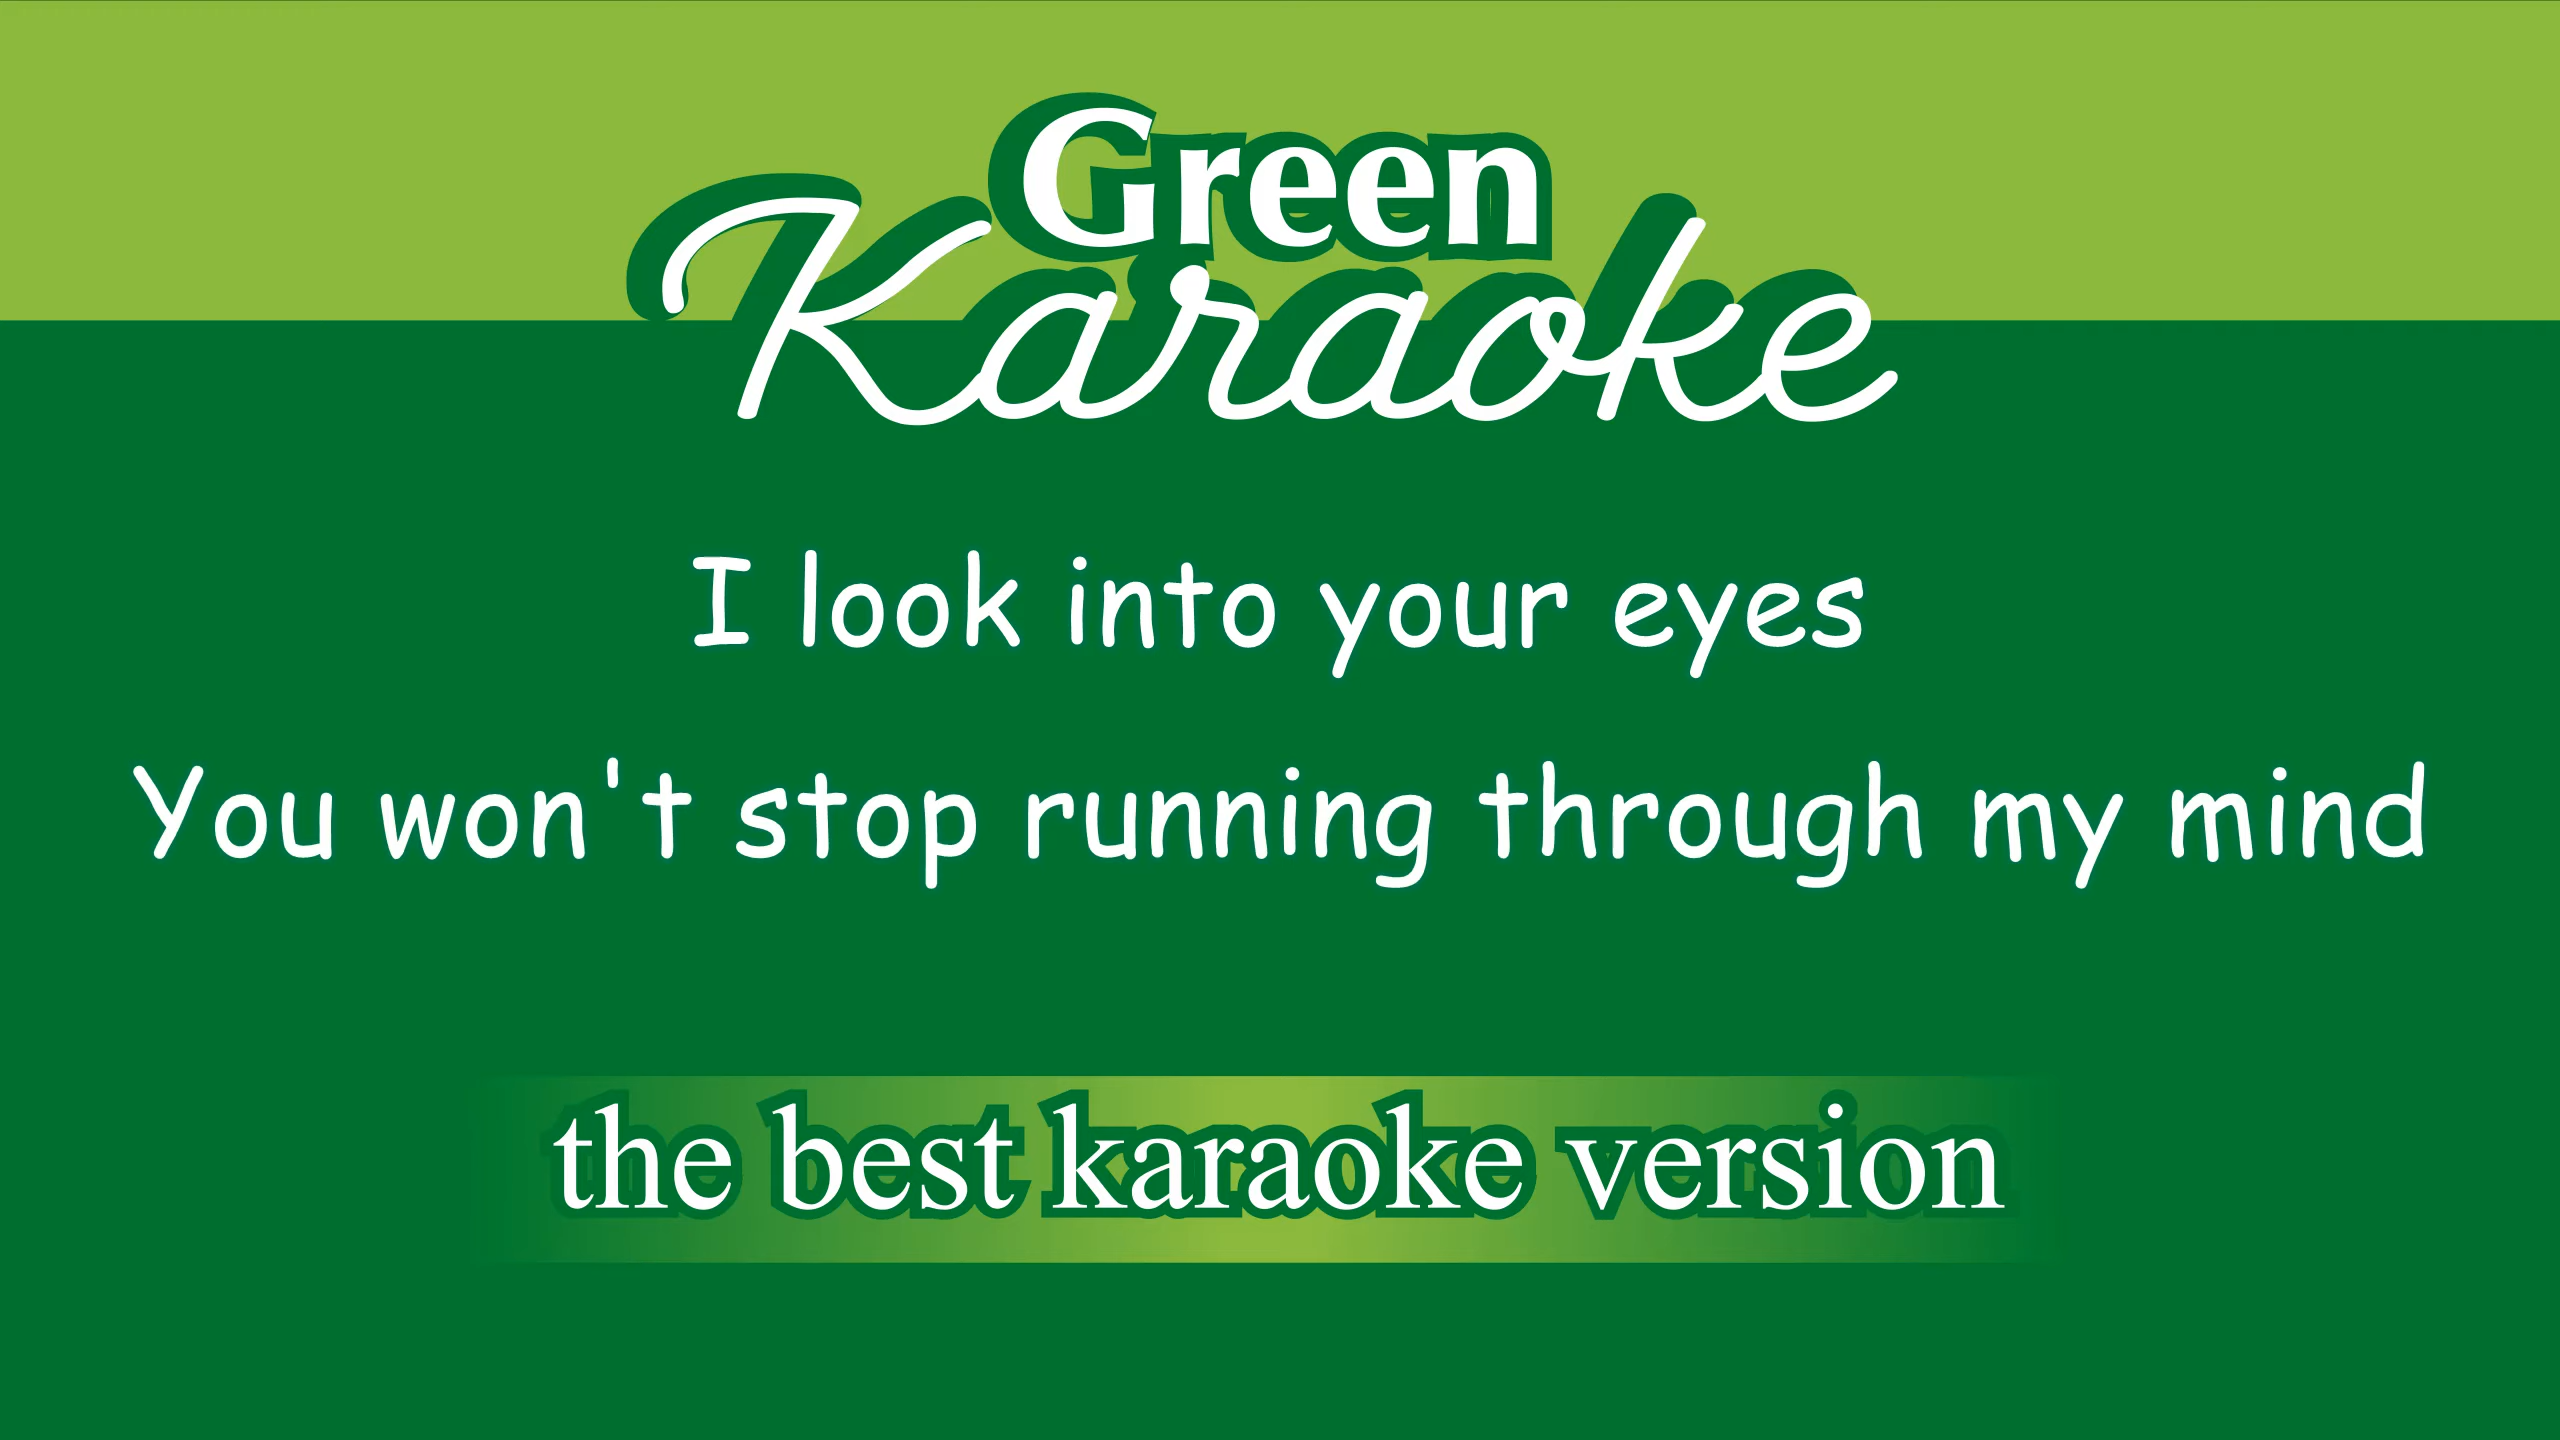 Green
Karaoke
I look into your eyes
You won't stop running through my mind
the best karaoke version